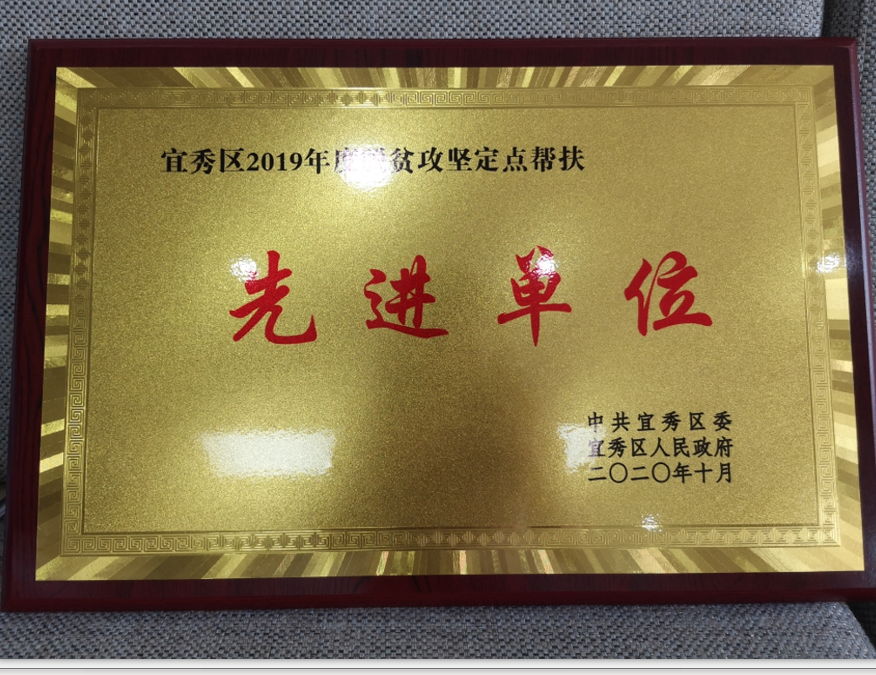 宜秀区2019年度脱贫攻坚定点帮扶
先进单位
中共宜秀区委
宜秀区人民政府
二〇二〇年十月